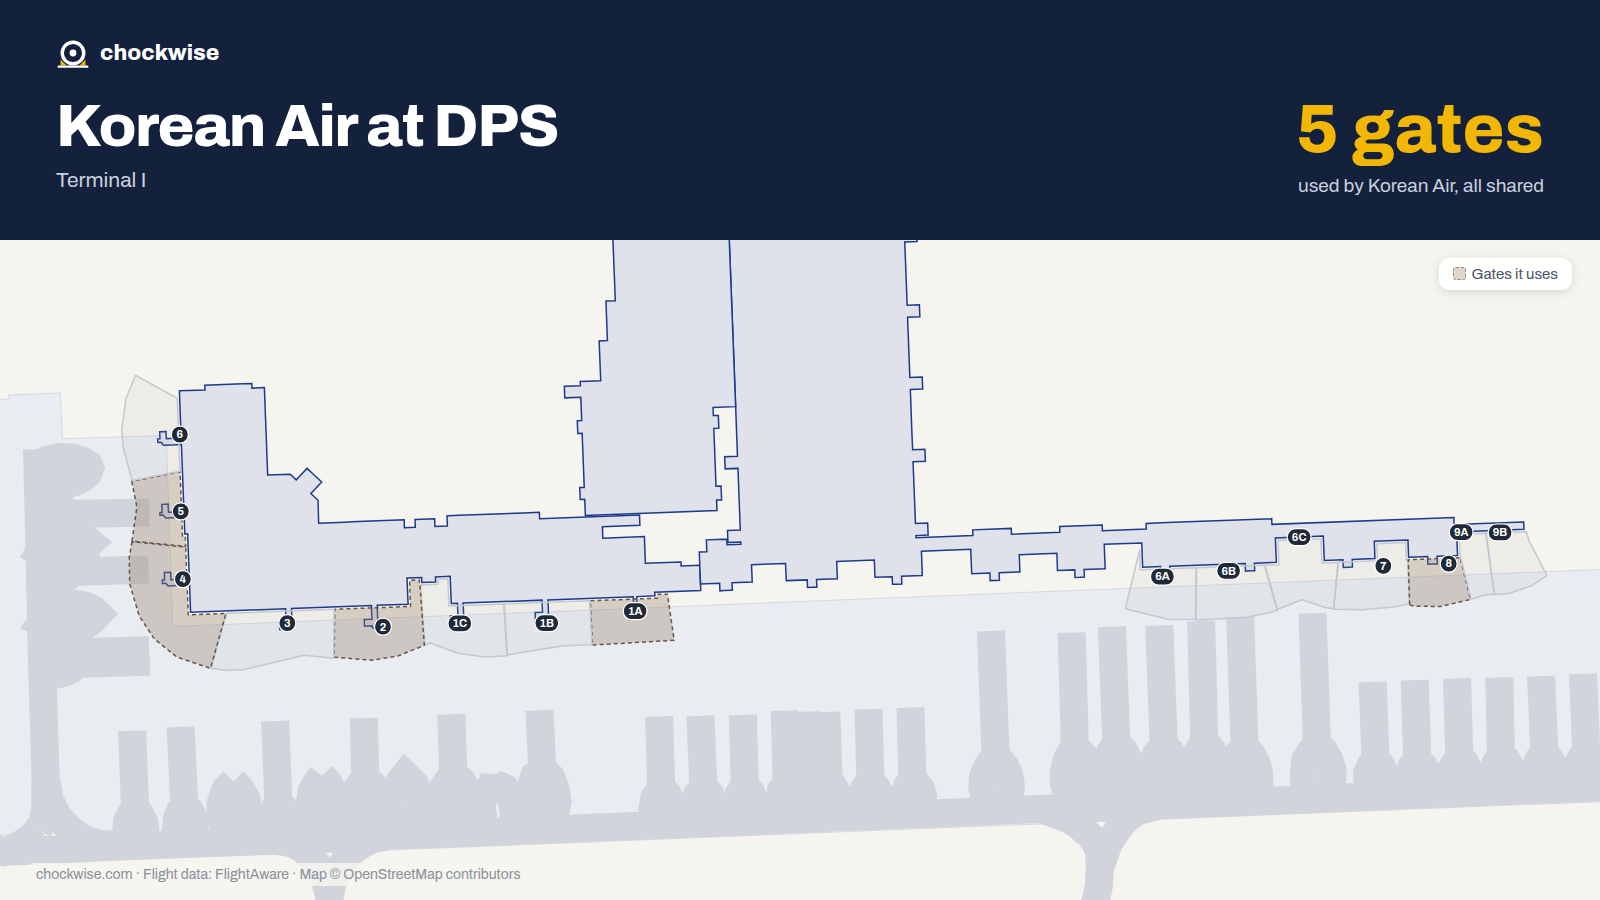 chockwise
Korean Air at DPS
Terminal I
5 gates
used by Korean Air, all shared
Gates it uses
6
5
4
3
2
1C
1B
1A
6A
6B
6C
7
8
9A
9B
chockwise.com · Flight data: FlightAware · Map © OpenStreetMap contributors